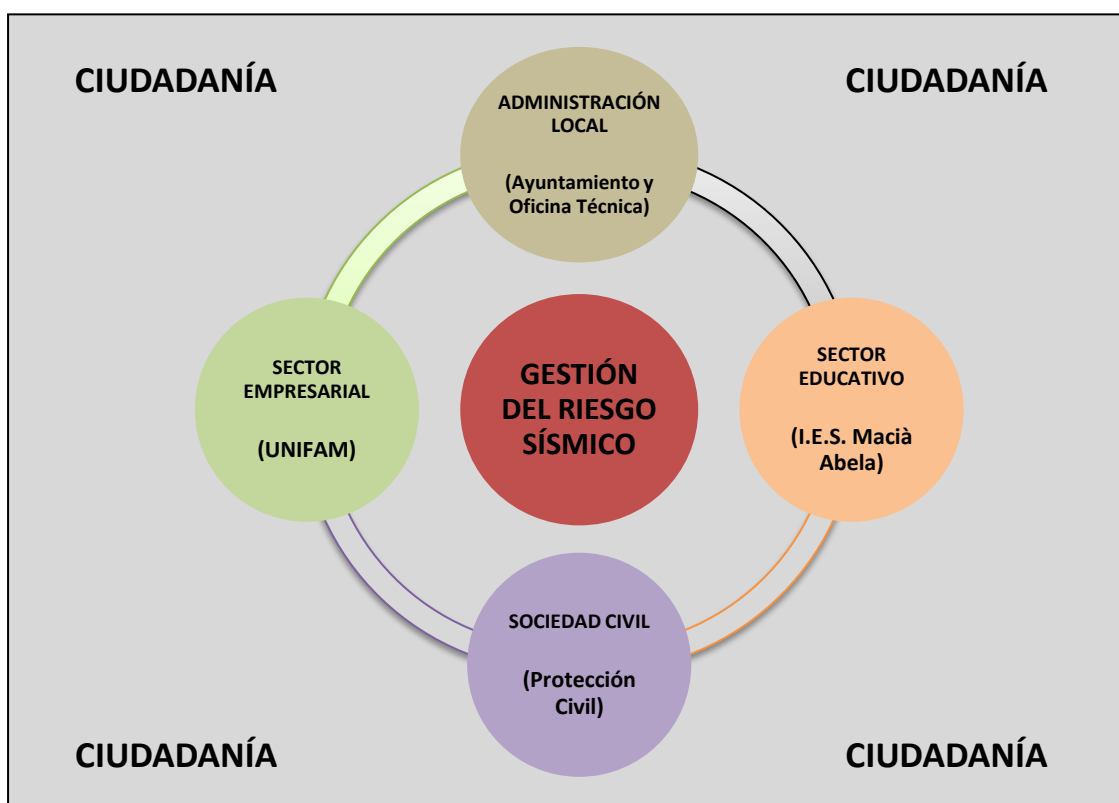 CIUDADANÍA
CIUDADANÍA
ADMINISTRACIÓN
LOCAL
(Ayuntamiento y
Oficina Técnica)
SECTOR
EMPRESARIAL
(UNIFAM)
GESTIÓN
DEL RIESGO
SÍSMICO
SECTOR
EDUCATIVO
(I.E.S. Macià
Abela)
SOCIEDAD CIVIL
(Protección
Civil)
CIUDADANÍA
CIUDADANÍA